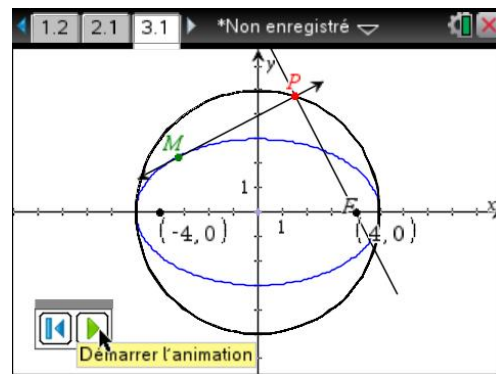 1.2 2.1 3.1 *Non enregistré
y
P
M
1
F x
(-4,0) 1 (4,0)
Démarrer l'animation